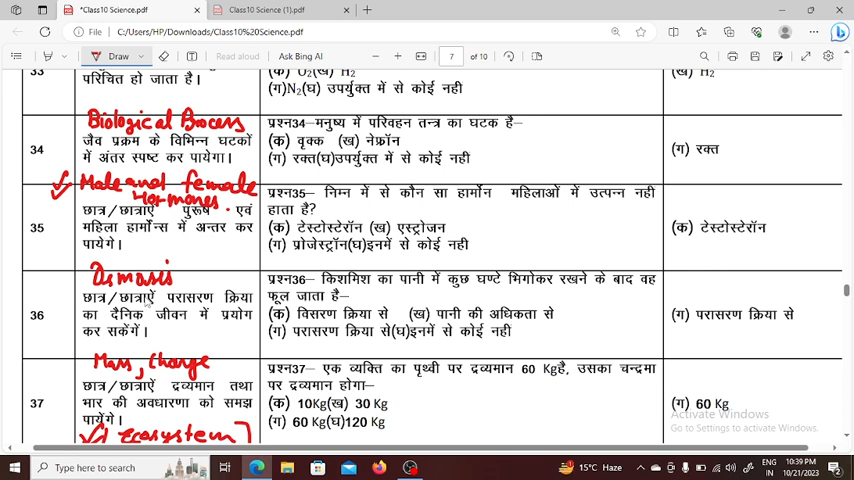 *Class10 Science.pdf
Class10 Science (1).pdf
File
C:/Users/HP/Downloads/Class10%20Science.pdf
Draw
Read aloud
Ask Bing AI
7
of 10
33
परिचित हो जाता है।
(क) O₂(ख) H₂
(ग)N₂(घ) उपर्युक्त में से कोई नही
(ख) H₂
Biological Process
34
जैव प्रक्रम के विभिन्न घटकों
में अंतर स्पष्ट कर पायेगा।
प्रश्न34– मनुष्य में परिवहन तन्त्र का घटक है–
(क) वृक्क (ख) नेफ्रॉन
(ग) रक्त(घ)उपर्युक्त में से कोई नही
(ग) रक्त
Male and female
Hormones
35
छात्र/छात्राऐं पुरूष एवं
महिला हार्मोन्स में अन्तर कर
पायेगे।
प्रश्न35– निम्न में से कौन सा हार्मोन महिलाओं में उत्पन नही
हाता है?
(क) टेस्टोस्टेरॉन (ख) एस्ट्रोजन
(ग) प्रोजेस्ट्रॉन(घ)इनमें से कोई नही
(क) टेस्टोस्टेरॉन
Osmosis
36
छात्र/छात्राऐं परासरण क्रिया
का दैनिक जीवन में प्रयोग
कर सकेंगें।
प्रश्न36– किशमिश का पानी में कुछ घण्टे भिगोकर रखने के बाद वह
फूल जाता है–
(क) विसरण क्रिया से (ख) पानी की अधिकता से
(ग) परासरण क्रिया से(घ)इनमें से कोई नही
(ग) परासरण क्रिया से
Mass, Charge
37
छात्र/छात्राऐं द्रव्यमान तथा
भार की अवधारणा को समझ
पायेंगे।
प्रश्न37– एक व्यक्ति का पृथ्वी पर द्रव्यमान 60 Kgहै, उसका चन्द्रमा
पर द्रव्यमान होगा–
(क) 10Kg(ख) 30 Kg
(ग) 60 Kg(घ)120 Kg
(ग) 60 Kg
Ecosystem
Activate Windows
Go to Settings to activate Windows.
Type here to search
15°C Haze
ENG
IN
10:39 PM
10/21/2023
2